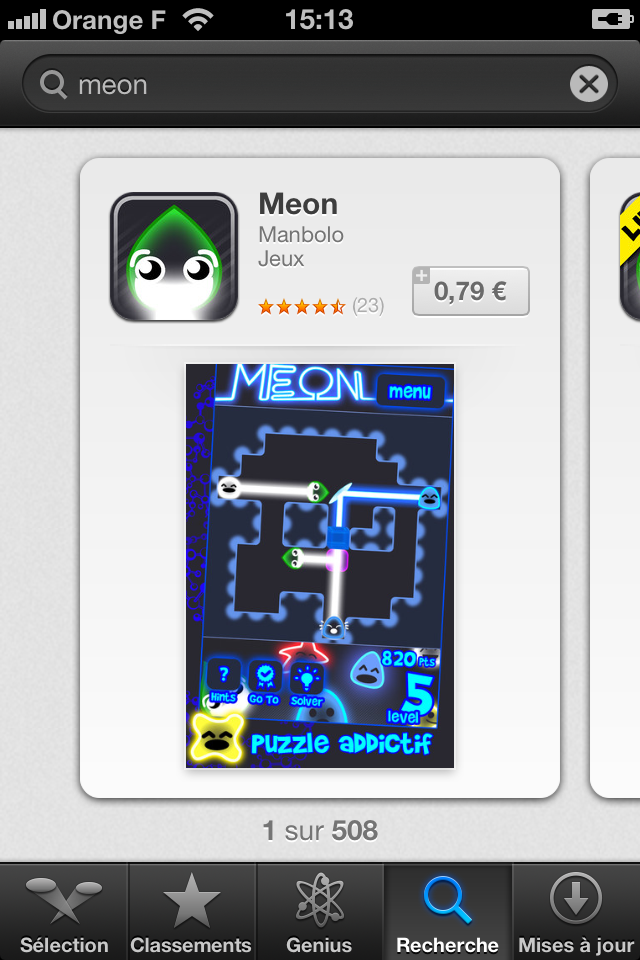 Orange F 15:13
meon
Meon
Manbolo
Jeux
(23)
0,79 €
MEON
menu
820 Pts
5
level
Hints Go To Solver
Puzzle addictif
1 sur 508
Sélection Classements Genius Recherche Mises à jour